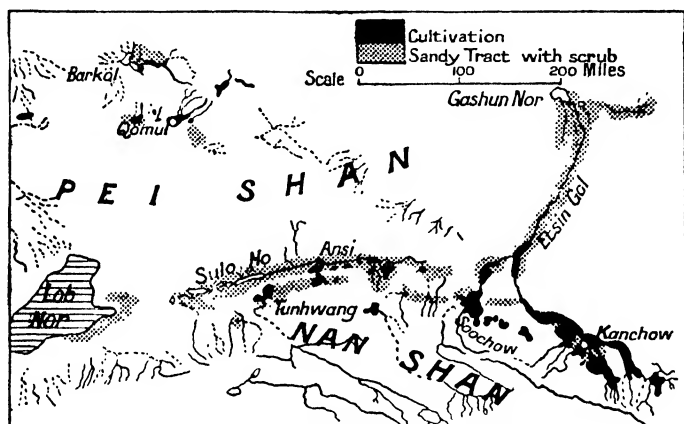 Cultivation
Sandy Tract with scrub
Scale 0 100 200 Miles
Barkal
Gashun Nor
Qomul
PEI SHAN
Etsin Gol
Ansi
Sulo Ho
Lob
Nor
Tunhwang
Soochow
Kanchow
NAN
SHAN